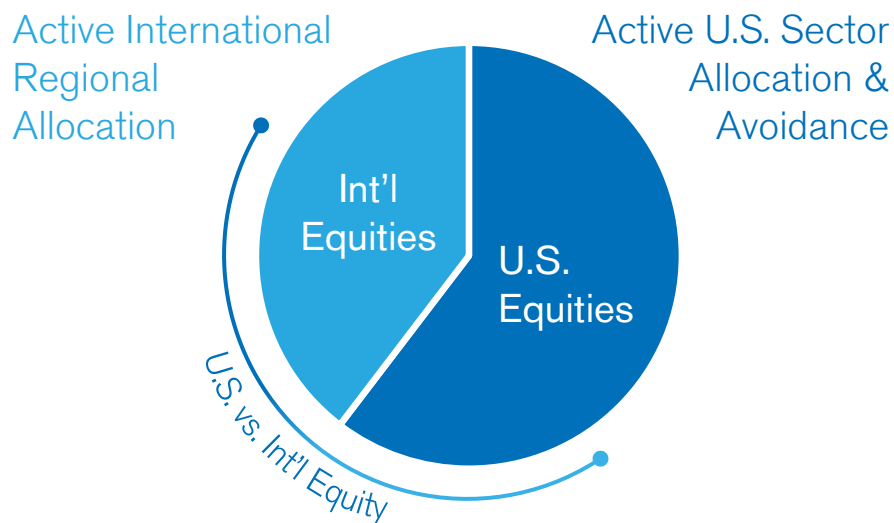 Active International
Regional
Allocation
Active U.S. Sector
Allocation &
Avoidance
Int'l
Equities
U.S.
Equities
U.S. vs. Int'l Equity